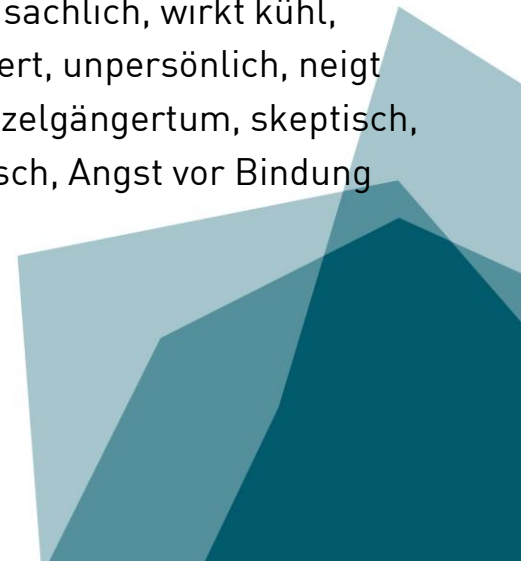 sachlich, wirkt kühl,
ert, unpersönlich, neigt
zelgängertum, skeptisch,
sch, Angst vor Bindung